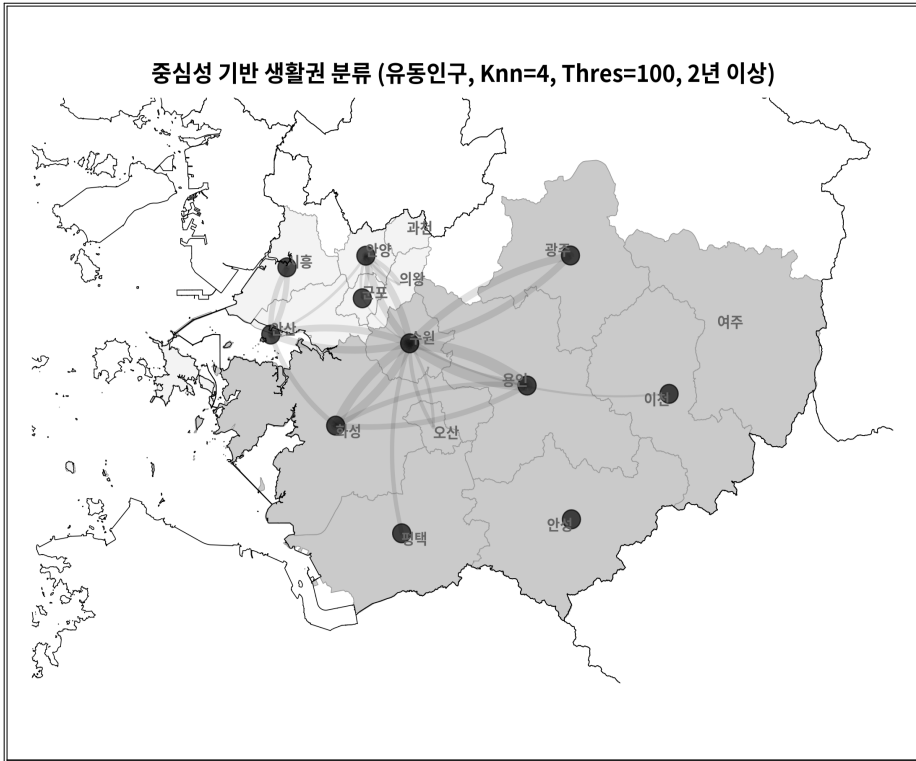 중심성 기반 생활권 분류 (유동인구, Knn=4, Thres=100, 2년 이상)
과천
안양
광주
시흥
의왕
군포
여주
안산
수원
용인
이천
화성
오산
안성
평택